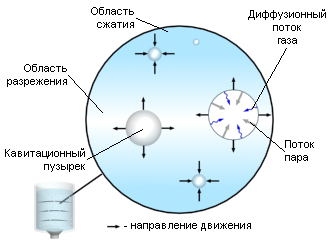 Область
сжатия
Диффузионный
поток
газа
Область
разрежения
Кавитационный
пузырек
Поток
пара
- направление движения